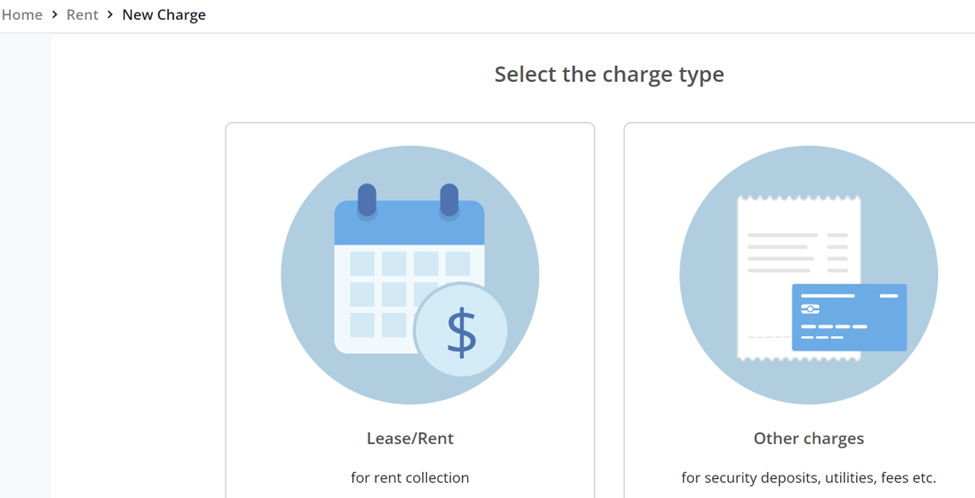 Home > Rent > New Charge
Select the charge type
$
Lease/Rent
for rent collection
Other charges
for security deposits, utilities, fees etc.